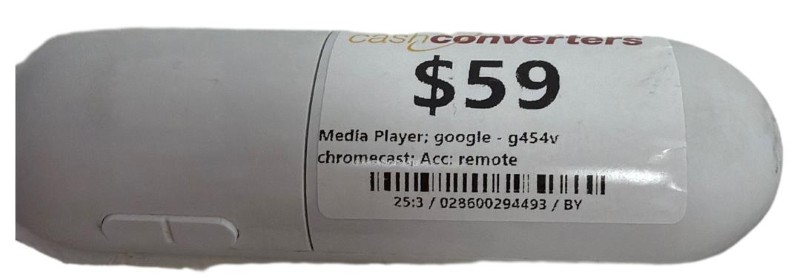 cashconverters
$59
Media Player; google - g454v
chromecast; Acc: remote
25:3 / 028600294493 / BY